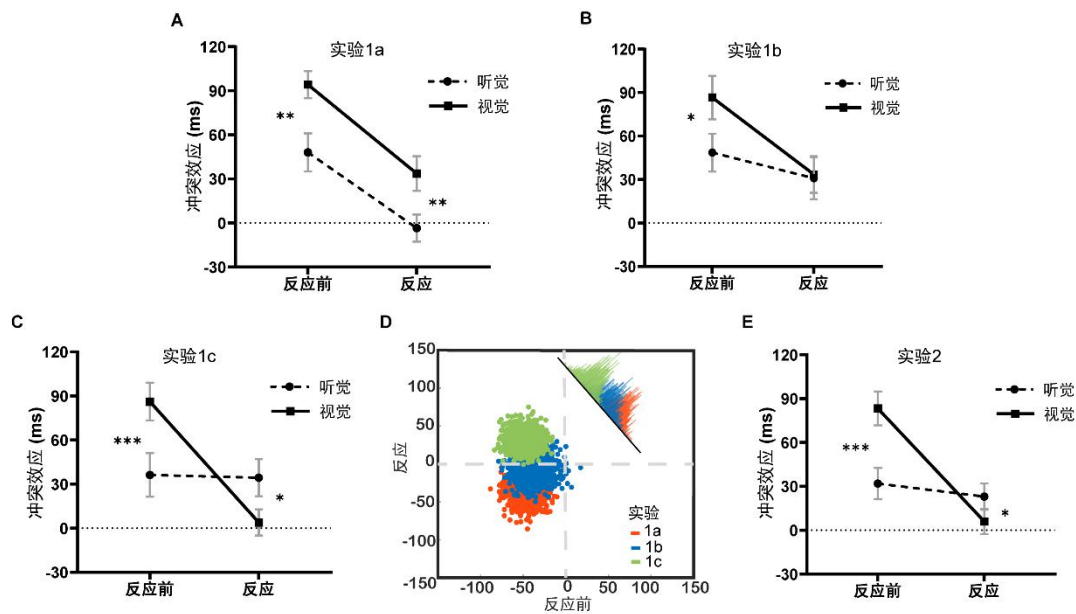 A
实验1a
120
90
60
30
0
-30
冲突效应 (ms)
**
**
听觉
视觉
反应前
反应
B
实验1b
120
90
60
30
0
-30
冲突效应 (ms)
*
听觉
视觉
反应前
反应
C
实验1c
120
90
60
30
0
-30
冲突效应 (ms)
***
*
听觉
视觉
反应前
反应
D
150
100
50
0
-50
-100
-150
反应
实验
1a
1b
1c
-100
-50
0
50
100
150
反应前
E
实验2
120
90
60
30
0
-30
冲突效应 (ms)
***
*
听觉
视觉
反应前
反应